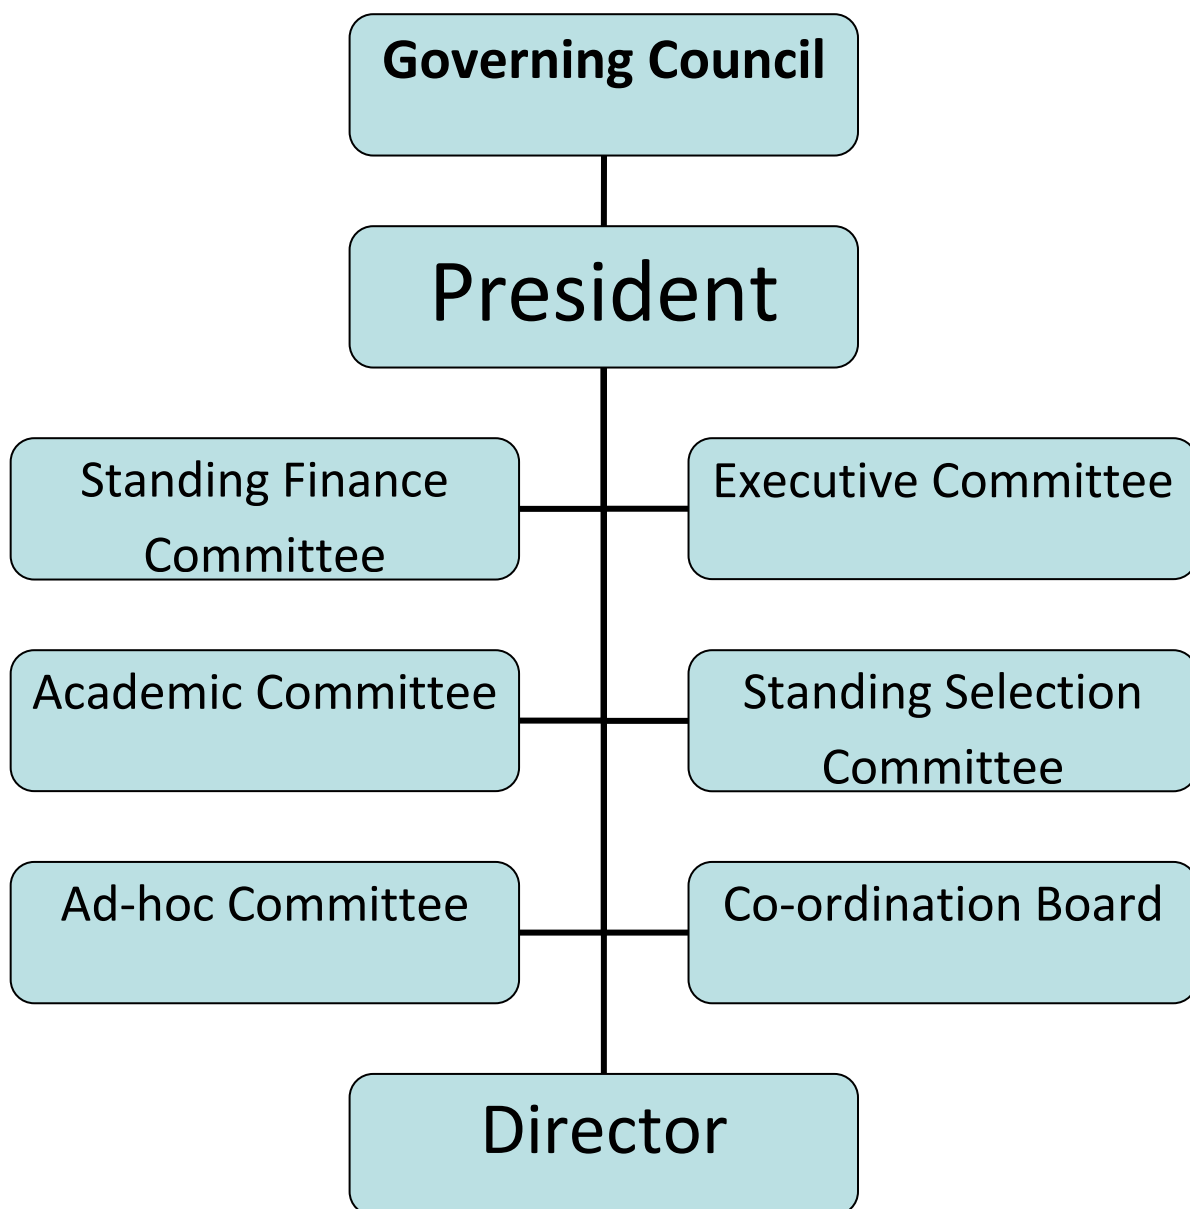 Governing Council
President
Standing Finance
Committee
Executive Committee
Academic Committee
Standing Selection
Committee
Ad-hoc Committee
Co-ordination Board
Director